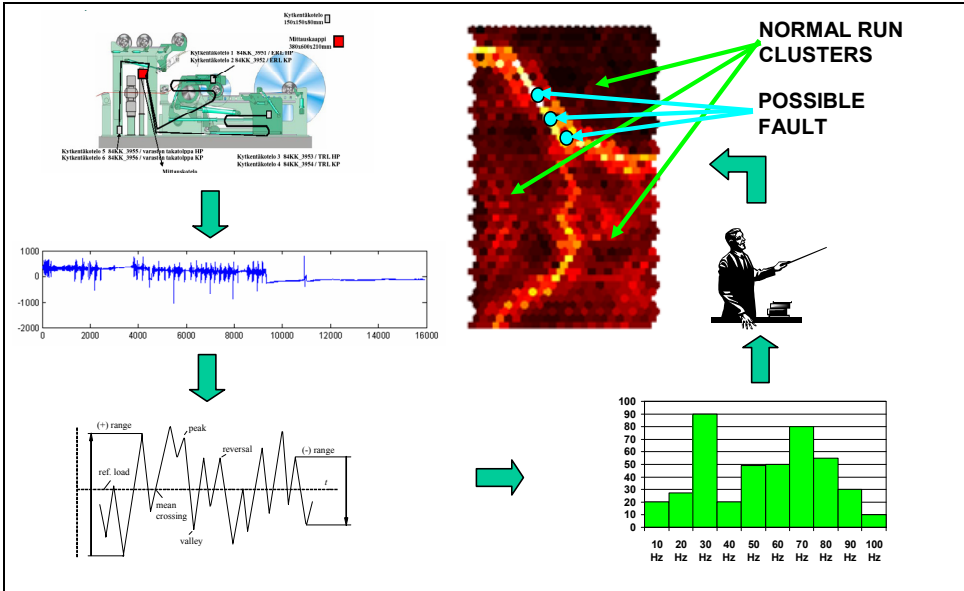 Kytkentäkotelo
150x150x80mm
Mittauskaappi
380x600x210mm
Kytkentäkotelo 1 84KK_3951 / ERL HP
Kytkentäkotelo 2 84KK_3952 / ERL KP
Kytkentäkotelo 5 84KK_3955 / varaston takatolppa HP
Kytkentäkotelo 6 84KK_3956 / varaston takatolppa KP
Kytkentäkotelo 3 84KK_3953 / TRL HP
Kytkentäkotelo 4 84KK_3954 / TRL KP
Mittauskotelo
NORMAL RUN
CLUSTERS
POSSIBLE
FAULT
1000
0
-1000
-2000
0 2000 4000 6000 8000 10000 12000 14000 16000
(+) range
peak
reversal
(-) range
ref. load
t
mean
crossing
valley
100
90
80
70
60
50
40
30
20
10
0
10 20 30 40 50 60 70 80 90 100
Hz Hz Hz Hz Hz Hz Hz Hz Hz Hz